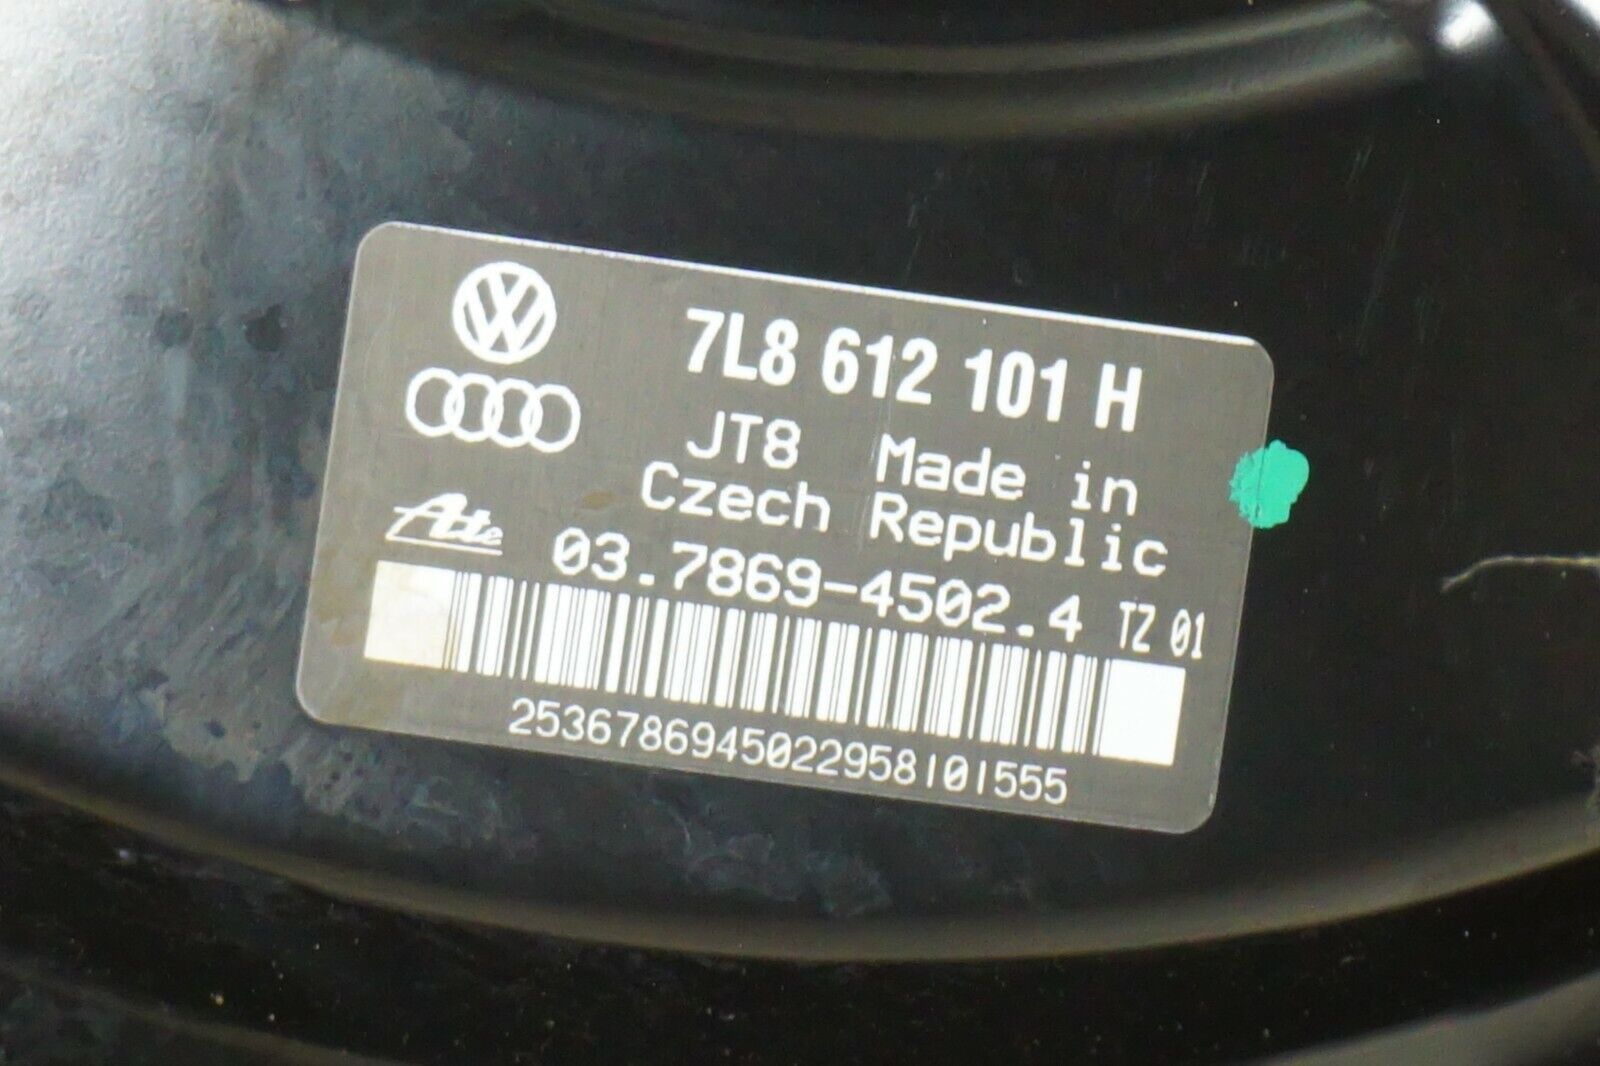 7L8 612 101 H
JT8 Made in
Czech Republic
Ate 03.7869-4502.4 TZ 01
2536786945022958101555